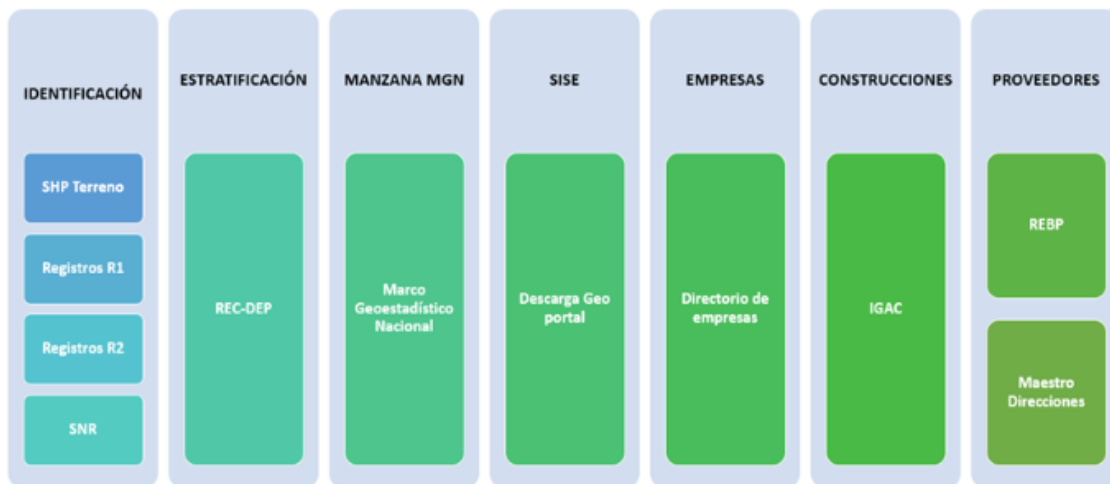 IDENTIFICACIÓN
SHP Terreno
Registros R1
Registros R2
SNR
ESTRATIFICACIÓN
REC-DEP
MANZANA MGN
Marco
Geoestadístico
Nacional
SISE
Descarga Geo
portal
EMPRESAS
Directorio de
empresas
CONSTRUCCIONES
IGAC
PROVEEDORES
REBP
Maestro
Direcciones